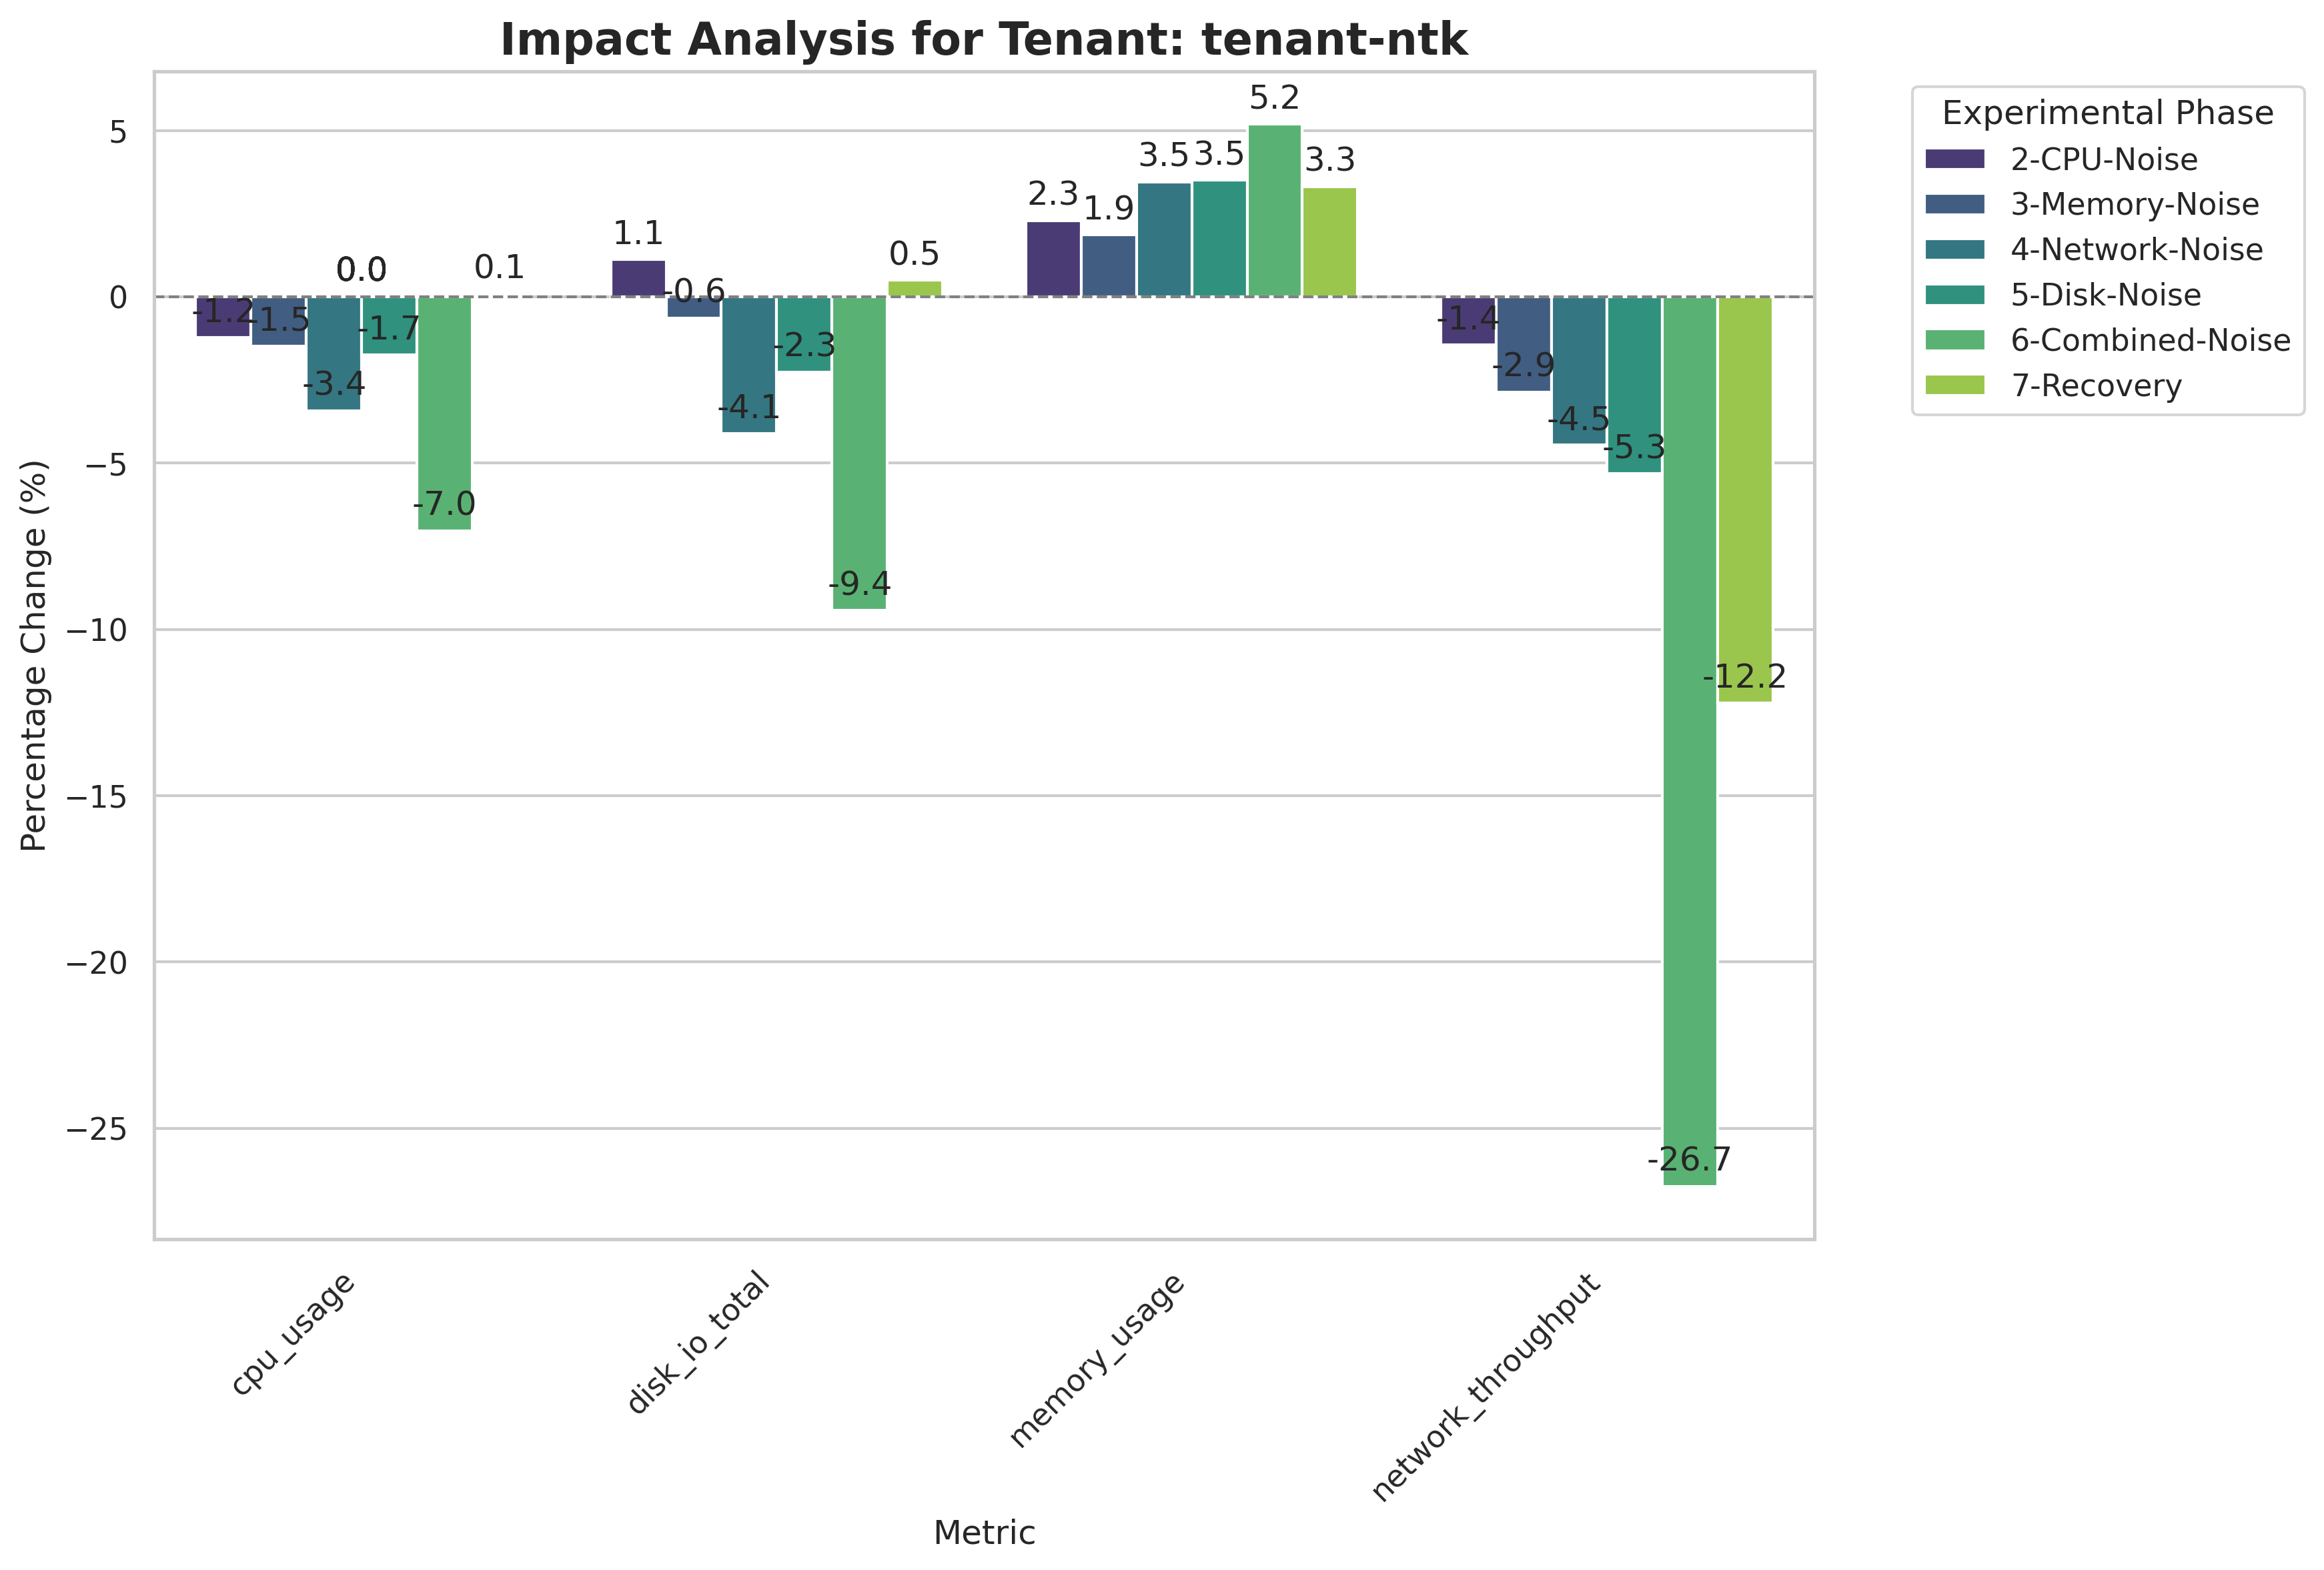 Impact Analysis for Tenant: tenant-ntk
Percentage Change (%)
5
0
−5
−10
−15
−20
−25
-1.2
-1.5
-3.4
0.0
-1.7
-7.0
0.1
1.1
-0.6
-4.1
-2.3
-9.4
0.5
2.3
1.9
3.5
3.5
5.2
3.3
-1.4
-2.9
-4.5
-5.3
-26.7
-12.2
cpu_usage
disk_io_total
memory_usage
network_throughput
Metric
Experimental Phase
2-CPU-Noise
3-Memory-Noise
4-Network-Noise
5-Disk-Noise
6-Combined-Noise
7-Recovery